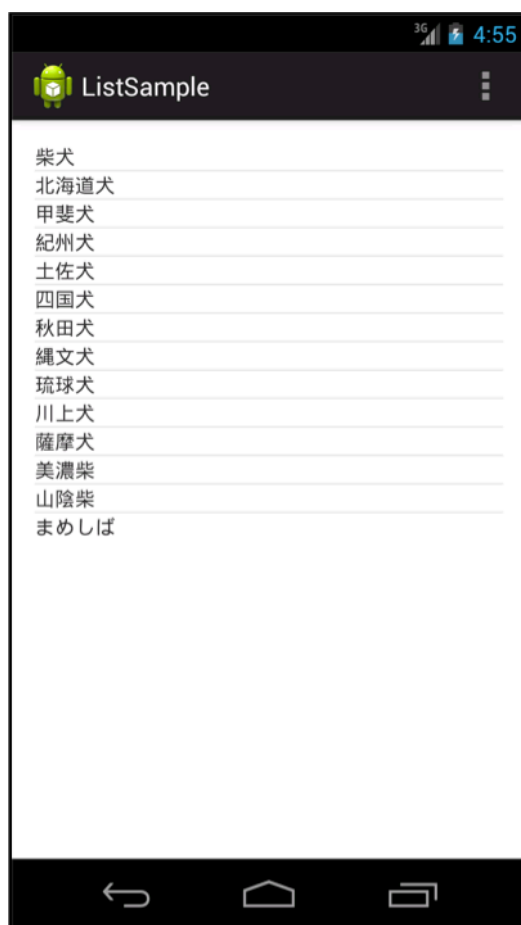 3G 4:55
ListSample
柴犬
北海道犬
甲斐犬
紀州犬
土佐犬
四国犬
秋田犬
縄文犬
琉球犬
川上犬
薩摩犬
美濃柴
山陰柴
まめしば